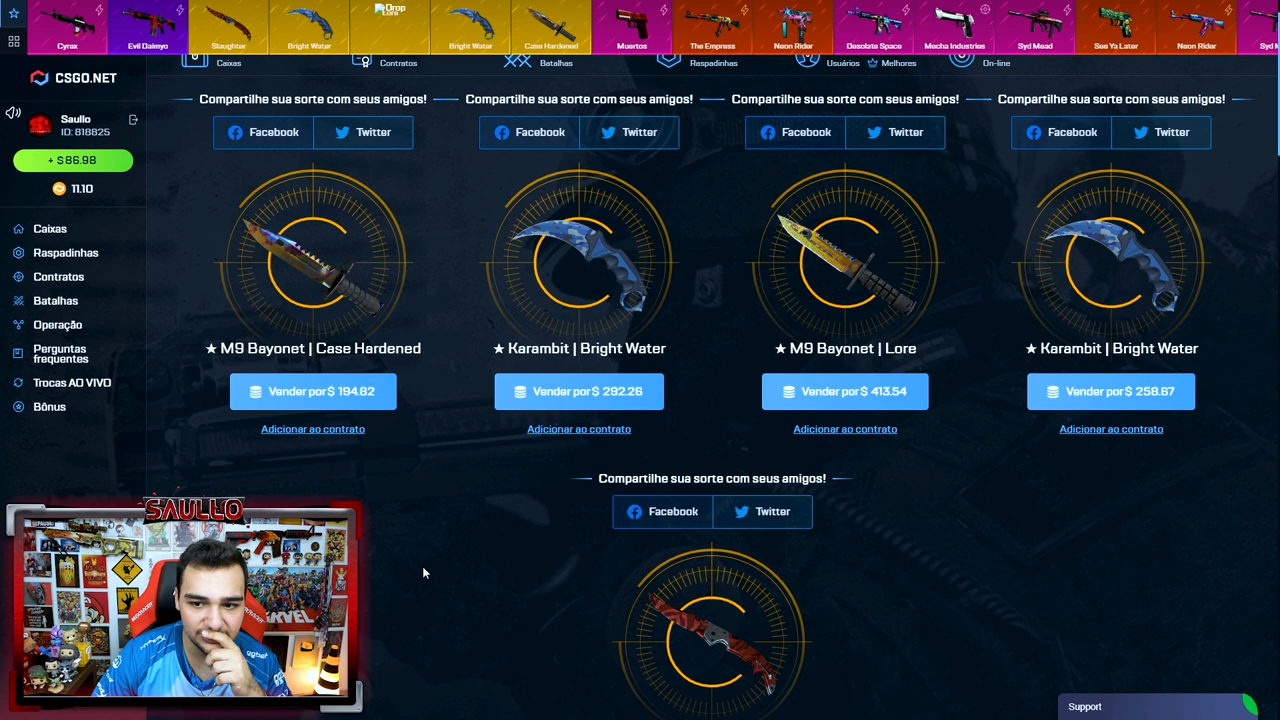 Cyrex
Evil Daimyo
Slaughter
Bright Water
Drop
Lore
Bright Water
Case Hardened
Muertos
The Empress
Neon Rider
Desolate Space
Mecha Industries
Syd Mead
See Ya Later
Neon Rider
CSGO.NET
Caixas
Contratos
Batalhas
Raspadinhas
Usuários
Melhores
On-line
Saullo
ID: 818825
+ $ 86.98
11.10
Caixas
Raspadinhas
Contratos
Batalhas
Operação
Perguntas
frequentes
Trocas AO VIVO
Bônus
Compartilhe sua sorte com seus amigos!
Facebook
Twitter
★ M9 Bayonet | Case Hardened
Vender por $ 194.82
Adicionar ao contrato
Compartilhe sua sorte com seus amigos!
Facebook
Twitter
★ Karambit | Bright Water
Vender por $ 292.26
Adicionar ao contrato
Compartilhe sua sorte com seus amigos!
Facebook
Twitter
★ M9 Bayonet | Lore
Vender por $ 413.54
Adicionar ao contrato
Compartilhe sua sorte com seus amigos!
Facebook
Twitter
★ Karambit | Bright Water
Vender por $ 258.67
Adicionar ao contrato
Compartilhe sua sorte com seus amigos!
Facebook
Twitter
SAULLO
MARVEL
Support